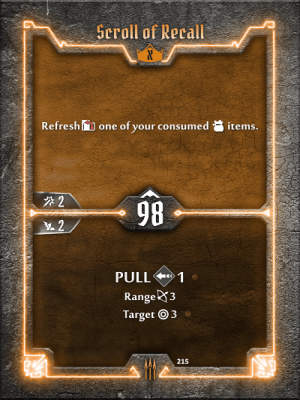 Scroll of Recall
X
Refresh one of your consumed items.
2
98
2
PULL 1
Range 3
Target 3
215